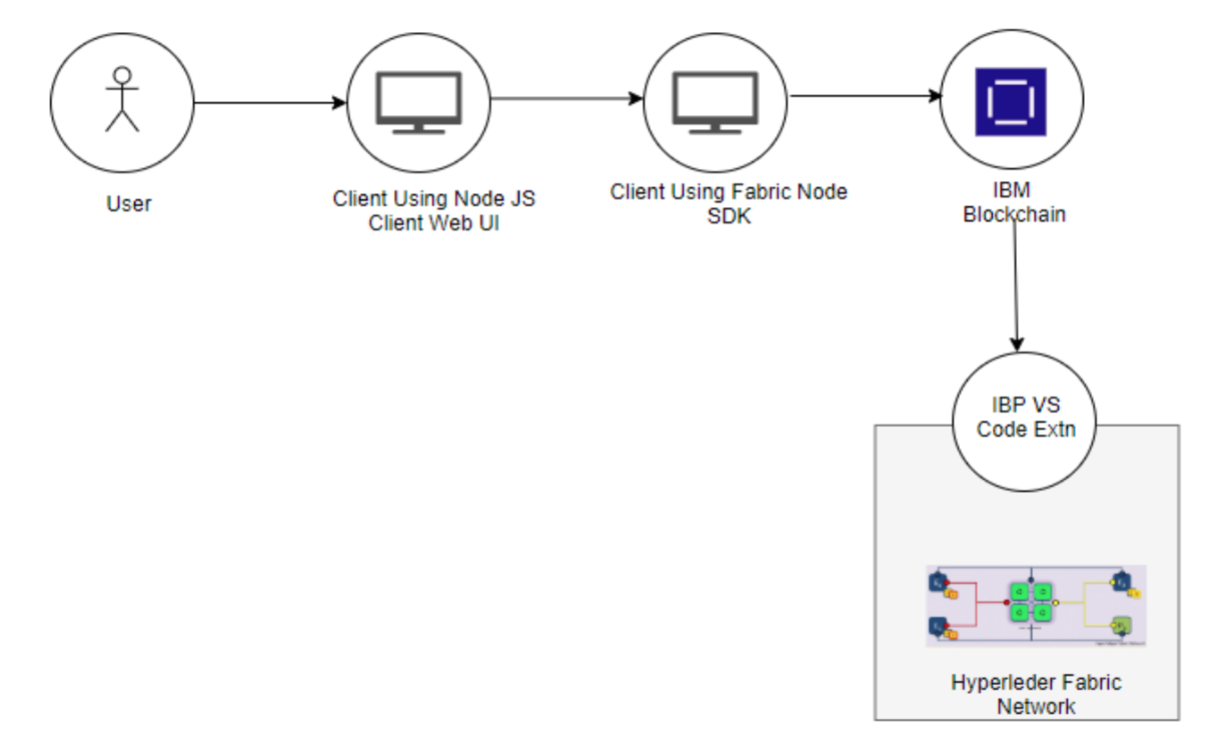 User
Client Using Node JS
Client Web UI
Client Using Fabric Node
SDK
IBM
Blockchain
IBP VS
Code Extn
Hyperleder Fabric
Network